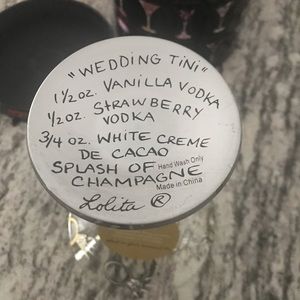 "WEDDING TINI"
1 1/2 OZ. VANILLA VODKA
1/2 OZ. STRAWBERRY
VODKA
3/4 OZ. WHITE CREME
DE CACAO
SPLASH OF Hand Wash Only
CHAMPAGNE Made in China
Lolita ®